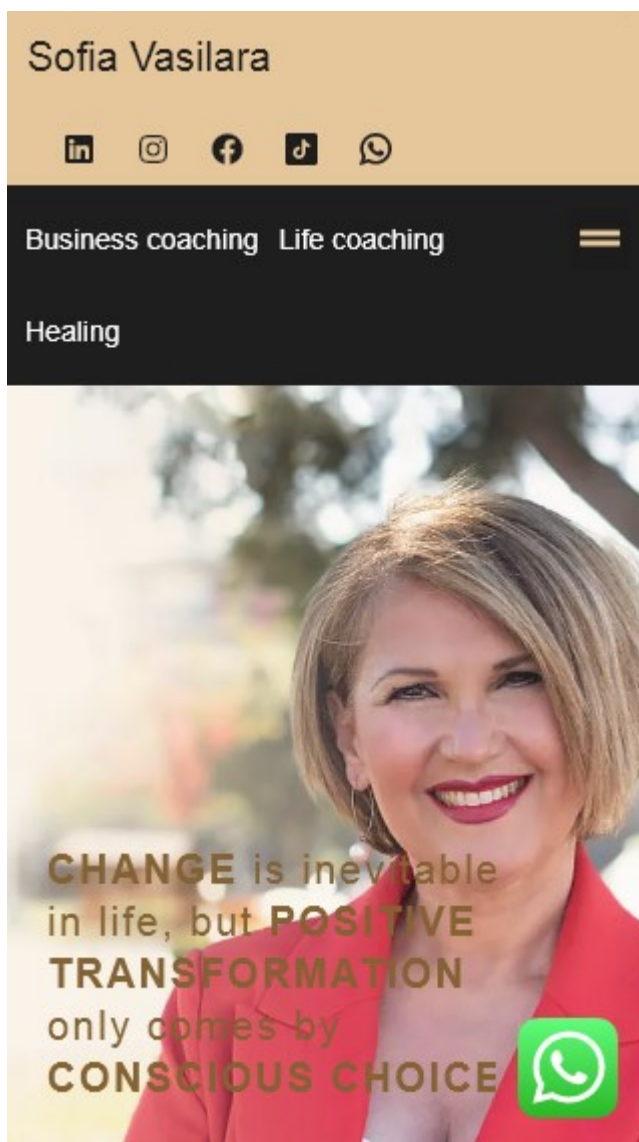 Sofia Vasilara
in
Business coaching Life coaching
Healing
CHANGE is inevitable
in life, but POSITIVE
TRANSFORMATION
only comes by
CONSCIOUS CHOICE